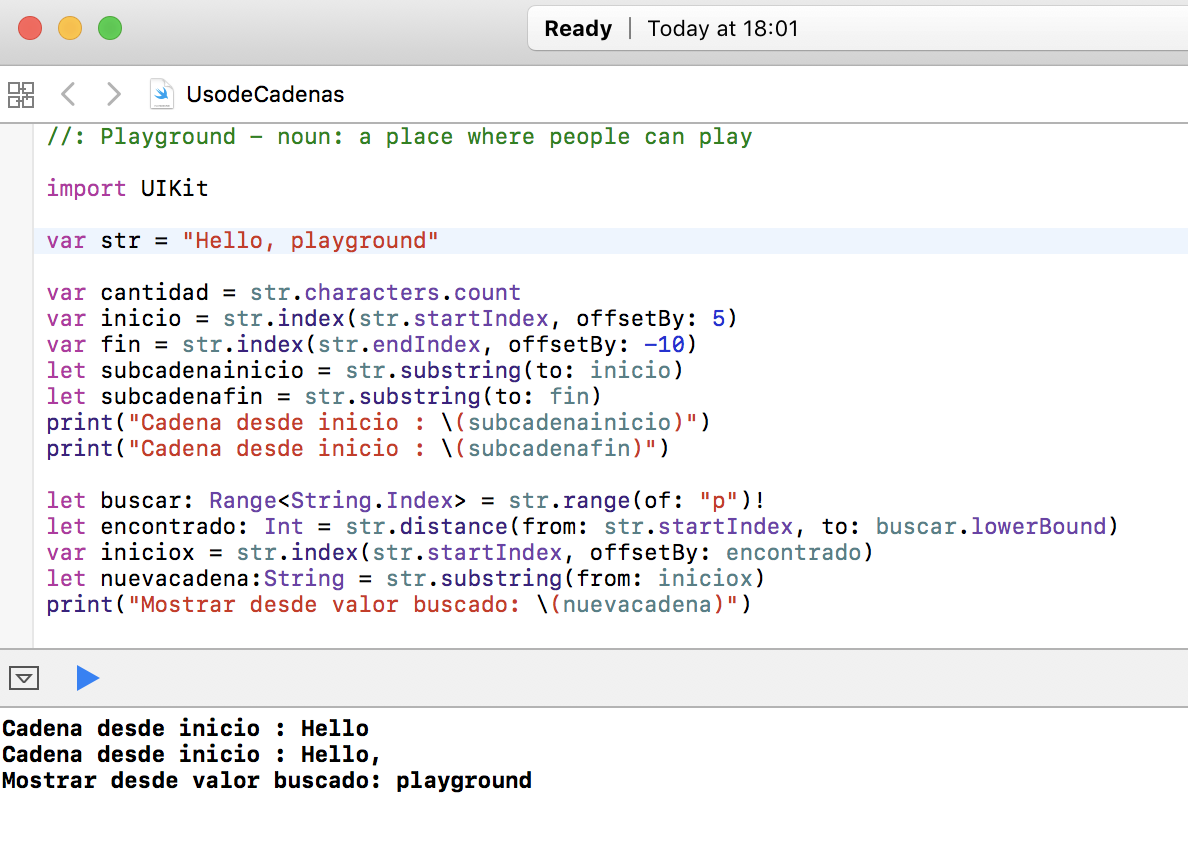 Ready | Today at 18:01
UsodeCadenas
//: Playground - noun: a place where people can play
import UIKit
var str = "Hello, playground"
var cantidad = str.characters.count
var inicio = str.index(str.startIndex, offsetBy: 5)
var fin = str.index(str.endIndex, offsetBy: -10)
let subcadenainicio = str.substring(to: inicio)
let subcadenafin = str.substring(to: fin)
print("Cadena desde inicio : \(subcadenainicio)")
print("Cadena desde inicio : \(subcadenafin)")
let buscar: Range<String.Index> = str.range(of: "p")!
let encontrado: Int = str.distance(from: str.startIndex, to: buscar.lowerBound)
var iniciox = str.index(str.startIndex, offsetBy: encontrado)
let nuevacadena:String = str.substring(from: iniciox)
print("Mostrar desde valor buscado: \(nuevacadena)")
Cadena desde inicio : Hello
Cadena desde inicio : Hello,
Mostrar desde valor buscado: playground